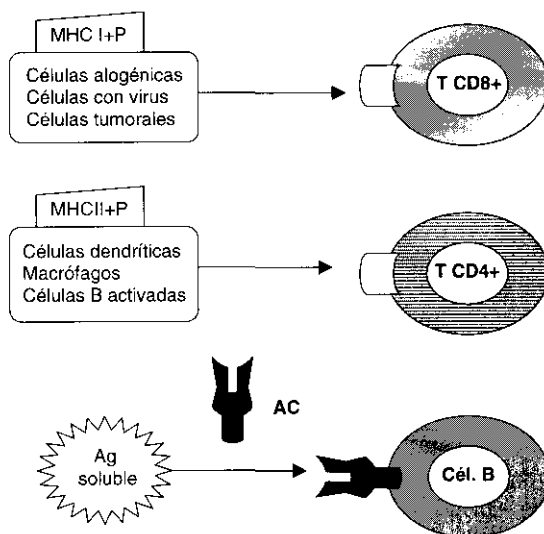 MHC I+P
Células alogénicas
Células con virus
Células tumorales
T CD8+
MHCII+P
Células dendríticas
Macrófagos
Células B activadas
T CD4+
AC
Ag
soluble
Cél. B